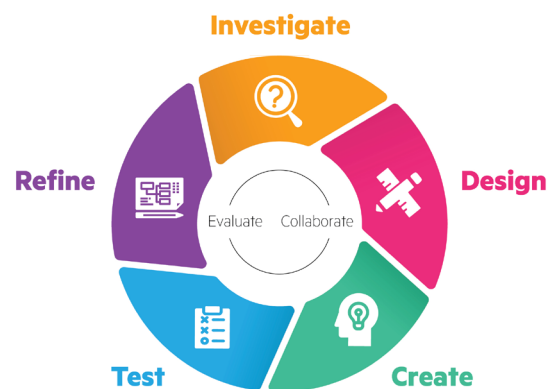 Investigate
Refine
Design
Evaluate Collaborate
Test
Create